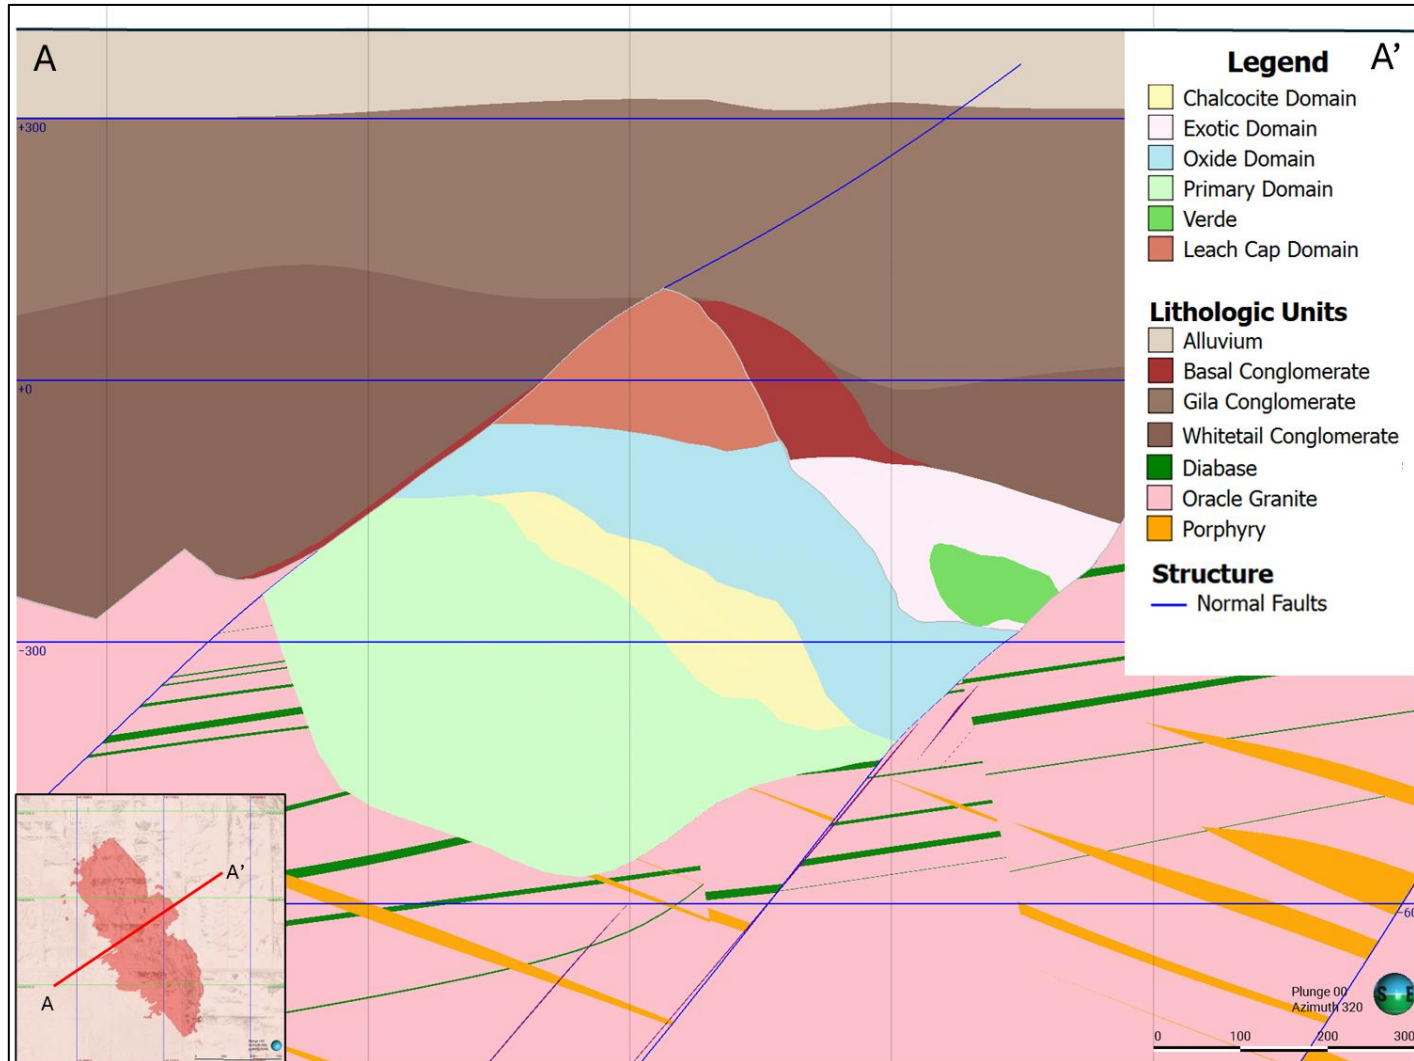 A
A’
Legend
Chalcocite Domain
Exotic Domain
Oxide Domain
Primary Domain
Verde
Leach Cap Domain
Lithologic Units
Alluvium
Basal Conglomerate
Gila Conglomerate
Whitetail Conglomerate
Diabase
Oracle Granite
Porphyry
Structure
Normal Faults
+300
+0
-300
-60
A’
A
Plunge 00
Azimuth 320
S E
0 100 200 300